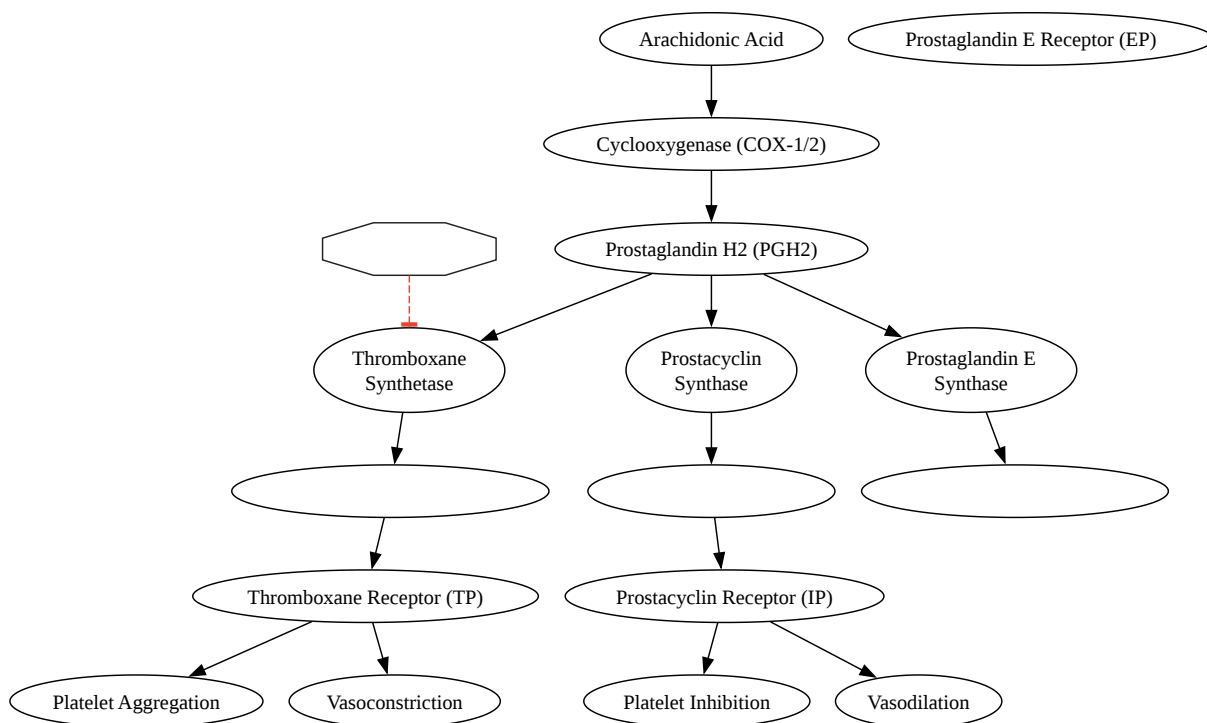 Arachidonic Acid
Prostaglandin E Receptor (EP)
Cyclooxygenase (COX-1/2)
Prostaglandin H2 (PGH2)
Thromboxane
Synthetase
Prostacyclin
Synthase
Prostaglandin E
Synthase
Thromboxane Receptor (TP)
Prostacyclin Receptor (IP)
Platelet Aggregation
Vasoconstriction
Platelet Inhibition
Vasodilation